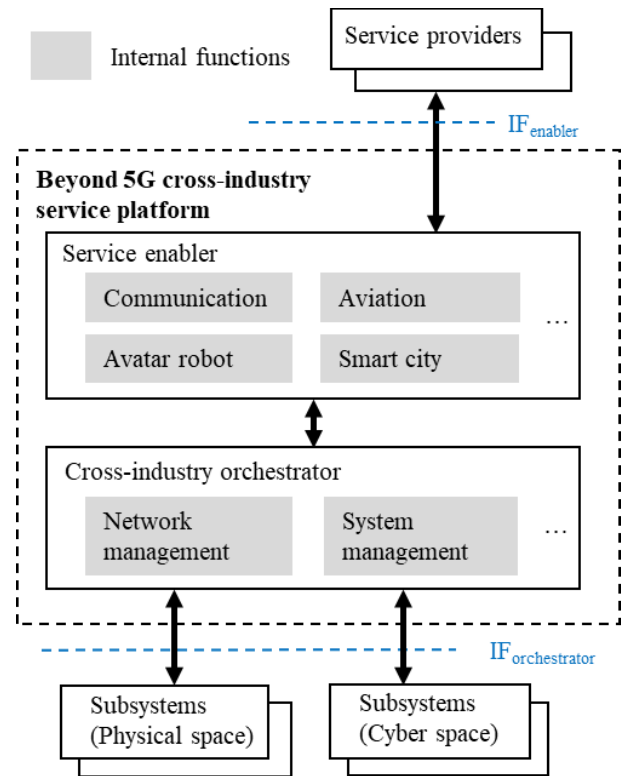 Service providers
Internal functions
IFenabler
Beyond 5G cross-industry
service platform
Service enabler
Communication
Aviation
...
Avatar robot
Smart city
Cross-industry orchestrator
Network
management
System
management
...
IForchestrator
Subsystems
(Physical space)
Subsystems
(Cyber space)